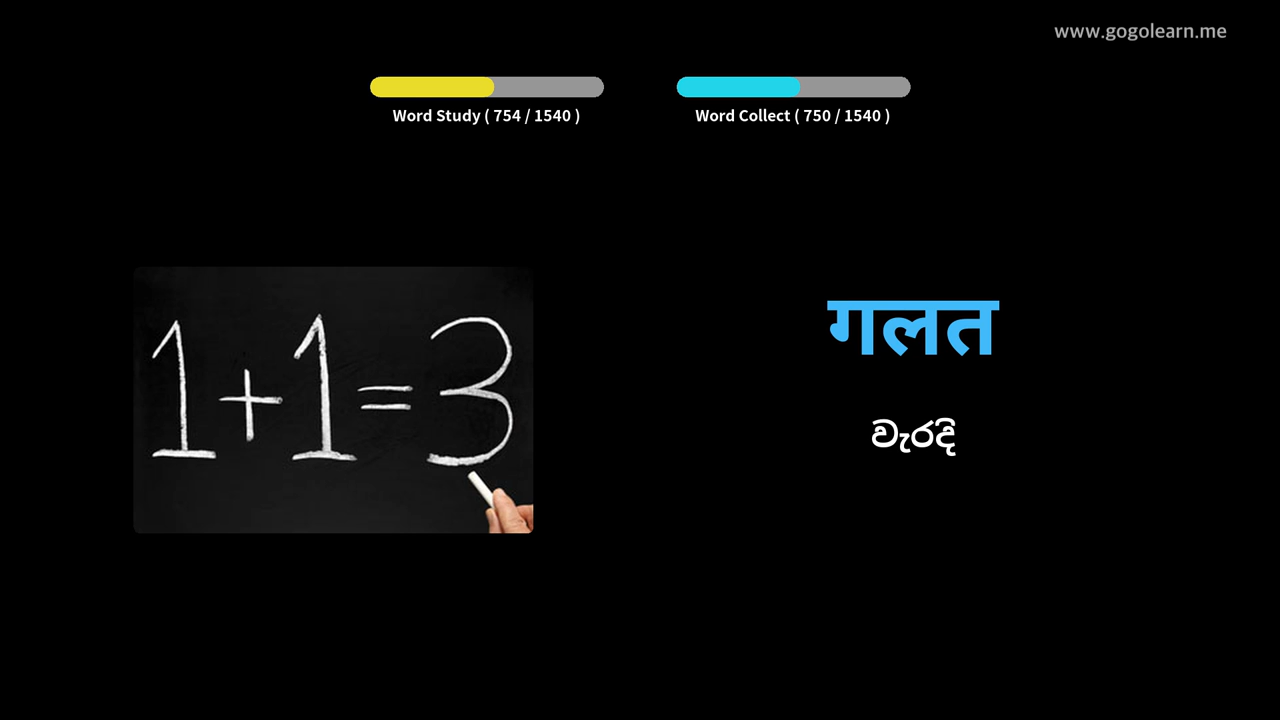 www.gogolearn.me
Word Study ( 754 / 1540 )
Word Collect ( 750 / 1540 )
1+1=3
गलत
වැරදි